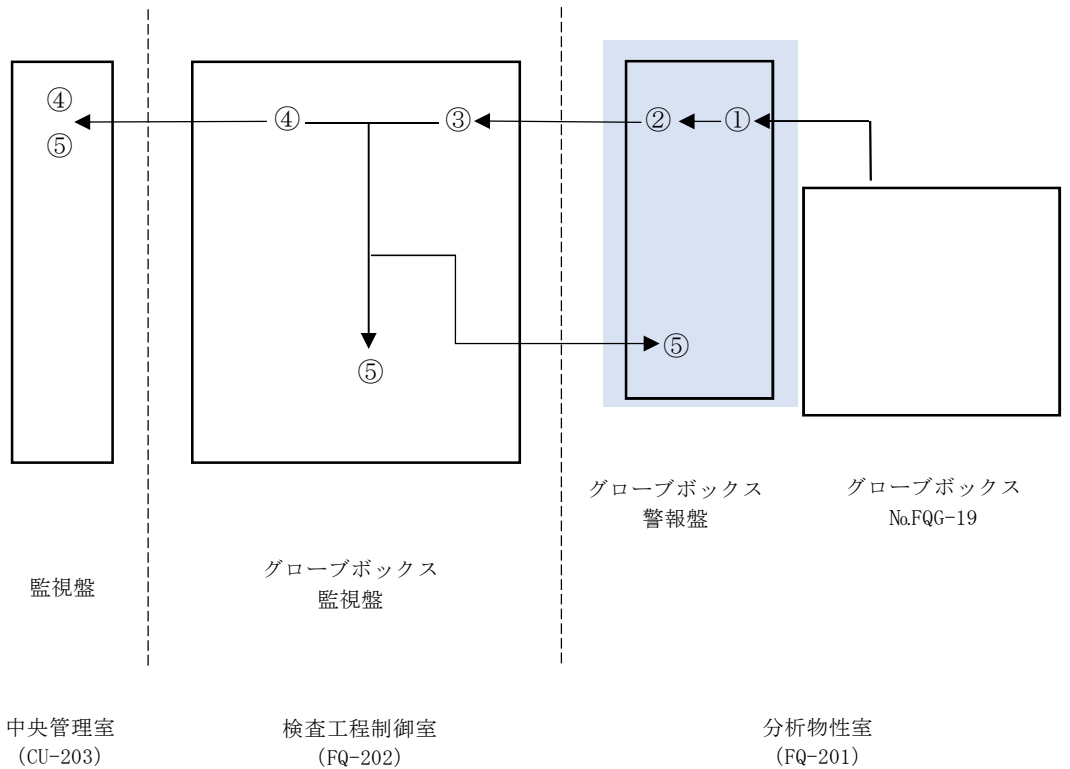 ④
⑤
④
③
②
①
⑤
⑤
グローブボックス
警報盤
グローブボックス
№FQG-19
監視盤
グローブボックス
監視盤
中央管理室
(CU-203)
検査工程制御室
(FQ-202)
分析物性室
(FQ-201)